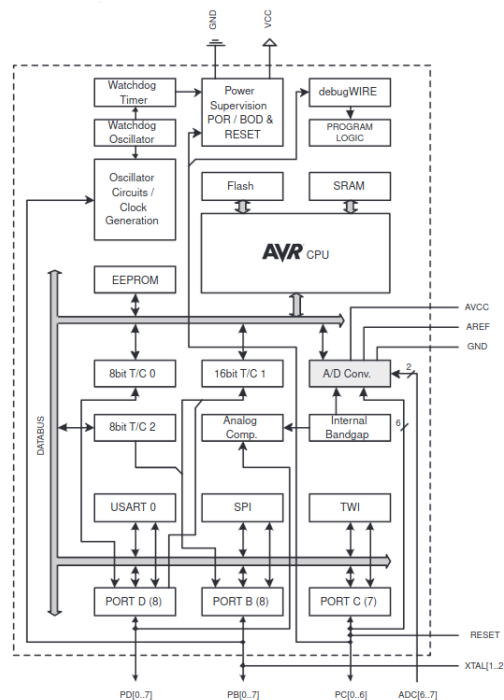 GND
VCC
Watchdog
Timer
Power
Supervision
POR / BOD &
RESET
debugWIRE
Watchdog
Oscillator
PROGRAM
LOGIC
Oscillator
Circuits /
Clock
Generation
Flash
SRAM
AVR CPU
EEPROM
AVCC
AREF
GND
8bit T/C 0
16bit T/C 1
A/D Conv.
2
8bit T/C 2
Analog
Comp.
Internal
Bandgap
6
DATABUS
USART 0
SPI
TWI
PORT D (8)
PORT B (8)
PORT C (7)
RESET
XTAL[1..2
PD[0..7]
PB[0..7]
PC[0..6]
ADC[6..7]